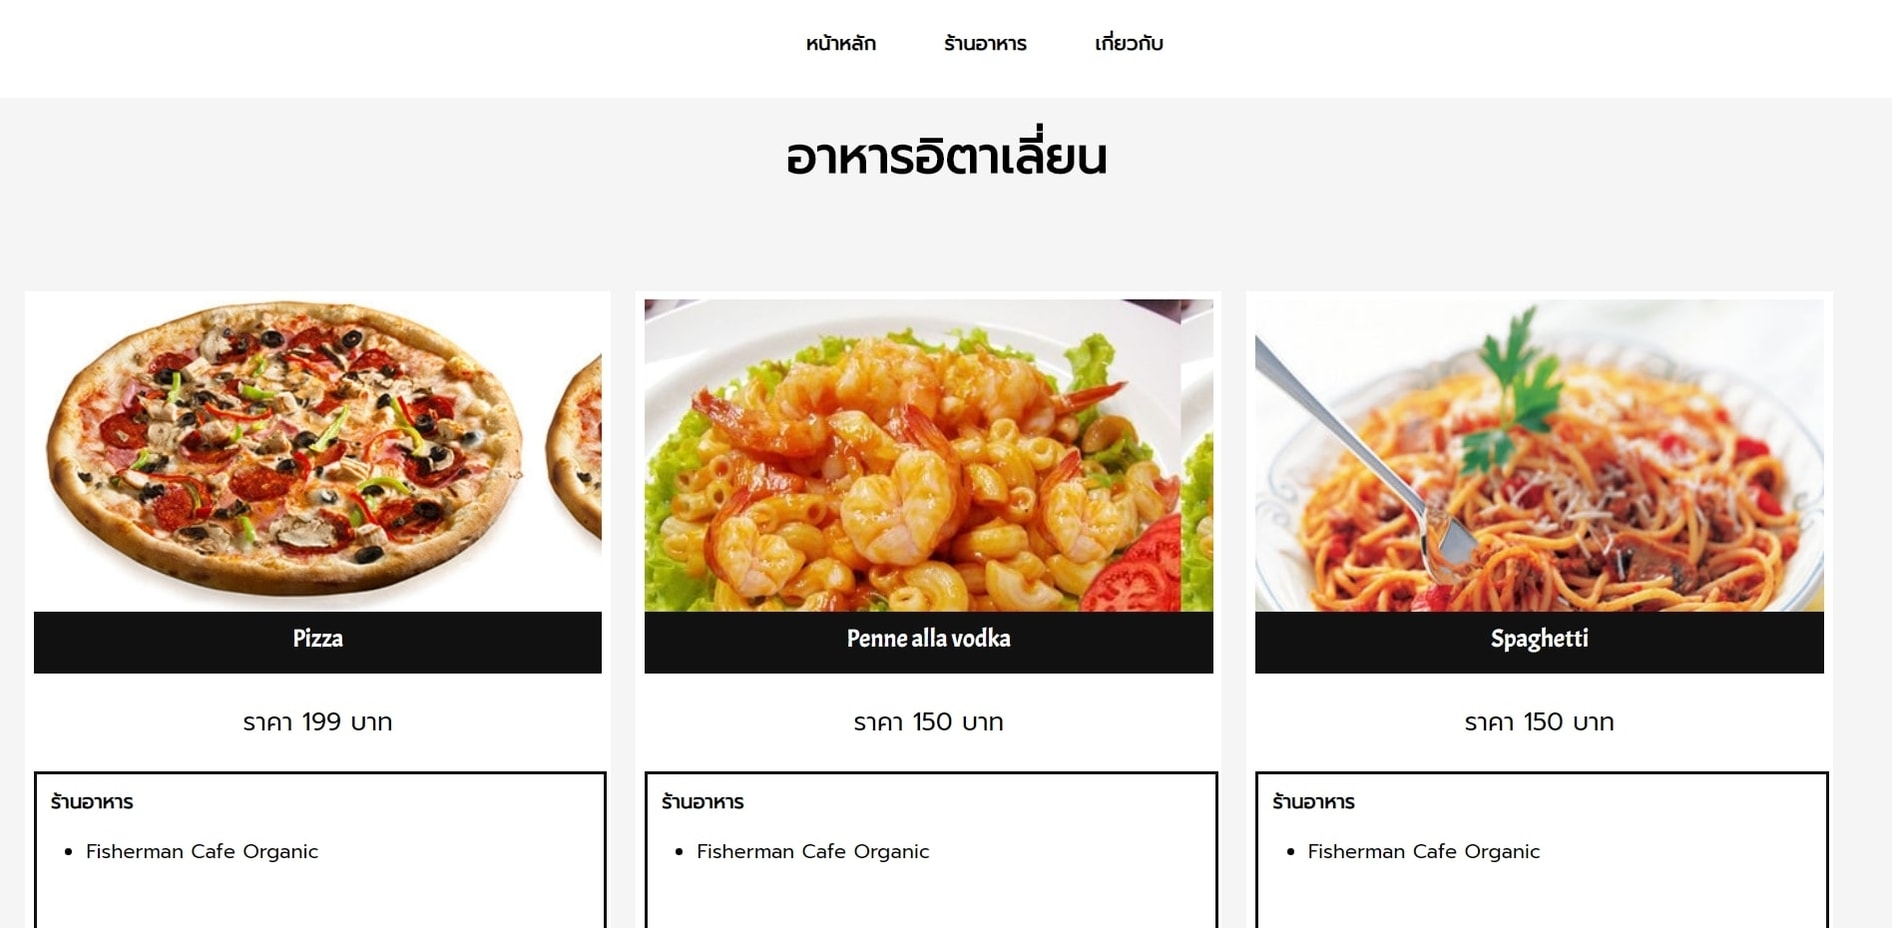 หน้าหลัก ร้านอาหาร เกี่ยวกับ
อาหารอิตาเลี่ยน
Pizza
ราคา 199 บาท
ร้านอาหาร
• Fisherman Cafe Organic
Penne alla vodka
ราคา 150 บาท
ร้านอาหาร
• Fisherman Cafe Organic
Spaghetti
ราคา 150 บาท
ร้านอาหาร
• Fisherman Cafe Organic